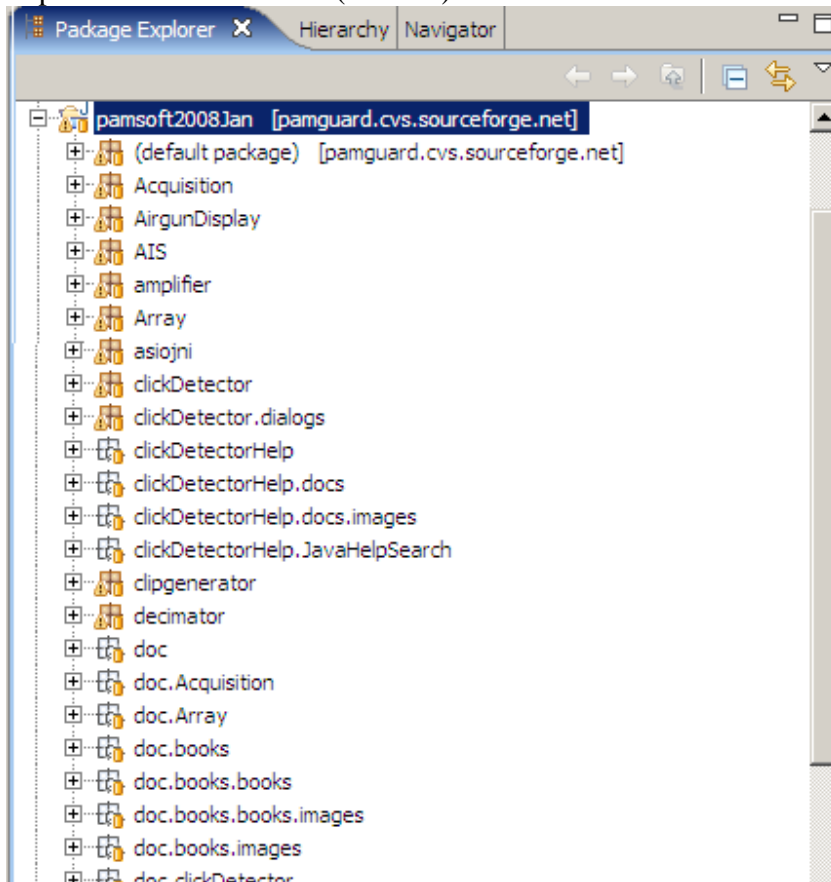 Package Explorer Hierarchy Navigator
pamsoft2008Jan [pamguard.cvs.sourceforge.net]
(default package) [pamguard.cvs.sourceforge.net]
Acquisition
AirgunDisplay
AIS
amplifier
Array
asiojni
clickDetector
clickDetector.dialogs
clickDetectorHelp
clickDetectorHelp.docs
clickDetectorHelp.docs.images
clickDetectorHelp.JavaHelpSearch
clipgenerator
decimator
doc
doc.Acquisition
doc.Array
doc.books
doc.books.books
doc.books.books.images
doc.books.images
doc.clickDetector